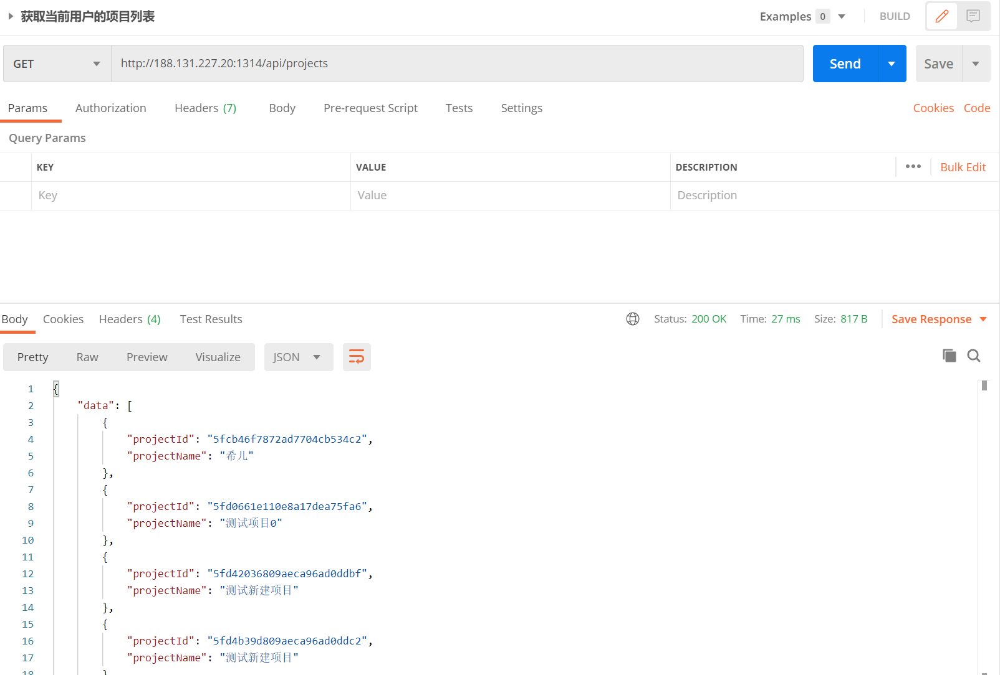 获取当前用户的项目列表 Examples 0 BUILD
GET http://188.131.227.20:1314/api/projects Send Save
Params Authorization Headers (7) Body Pre-request Script Tests Settings Cookies Code
Query Params
KEY VALUE DESCRIPTION ••• Bulk Edit
Key Value Description
Body Cookies Headers (4) Test Results Status: 200 OK Time: 27 ms Size: 817 B Save Response
Pretty Raw Preview Visualize JSON
1 {
2 "data": [
3 {
4 "projectId": "5fcb46f7872ad7704cb534c2",
5 "projectName": "希儿"
6 },
7 {
8 "projectId": "5fd0661e110e8a17dea75fa6",
9 "projectName": "测试项目0"
10 },
11 {
12 "projectId": "5fd42036809aeca96ad0ddbf",
13 "projectName": "测试新建项目"
14 },
15 {
16 "projectId": "5fd4b39d809aeca96ad0ddc2",
17 "projectName": "测试新建项目"
18 }